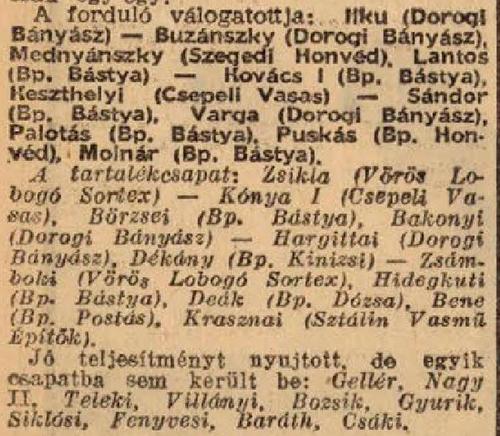 A forduló válogatottja: Ilku (Dorogi
Bányász) — Buzánszky (Dorogi Bányász),
Mednyánszky (Szegedi Honvéd), Lantos
(Bp. Bástya) — Kovács I (Bp. Bástya),
Keszthelyi (Csepeli Vasas) — Sándor
(Bp. Bástya), Varga (Dorogi Bányász),
Palotás (Bp. Bástya), Puskás (Bp. Hon-
véd), Molnár (Bp. Bástya).
A tartalékcsapat: Zsikla (Vörös Lo-
bogó Sortex) — Kónya I (Csepeli Va-
sas), Börzsei (Bp. Bástya), Bakonyi
(Dorogi Bányász) — Hargittai (Dorogi
Bányász), Dékány (Bp. Kinizsi) — Zsám-
boki (Vörös Lobogó Sortex), Hidegkuti
(Bp. Bástya), Deák (Bp. Dózsa), Bene
(Bp. Postás), Krasznai (Sztálin Vasmű
Építők).
Jó teljesítményt nyujtott, de egyik
csapatba sem került be: Gellér, Nagy
II, Teleki, Villányi, Bozsik, Gyurik,
Siklósi, Fenyvesi, Baráth, Csáki.